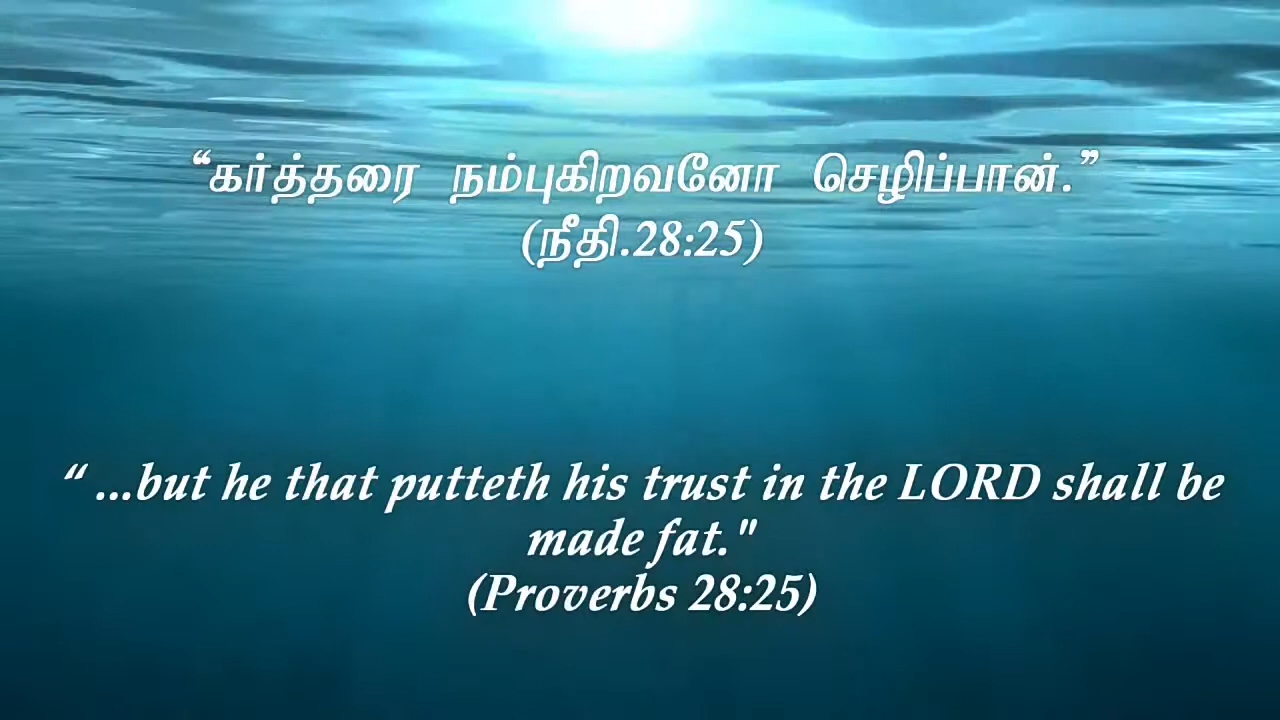 “கர்த்தரை நம்புகிறவனோ செழிப்பான்.”
(நீதி.28:25)
“ ...but he that putteth his trust in the LORD shall be
made fat."
(Proverbs 28:25)